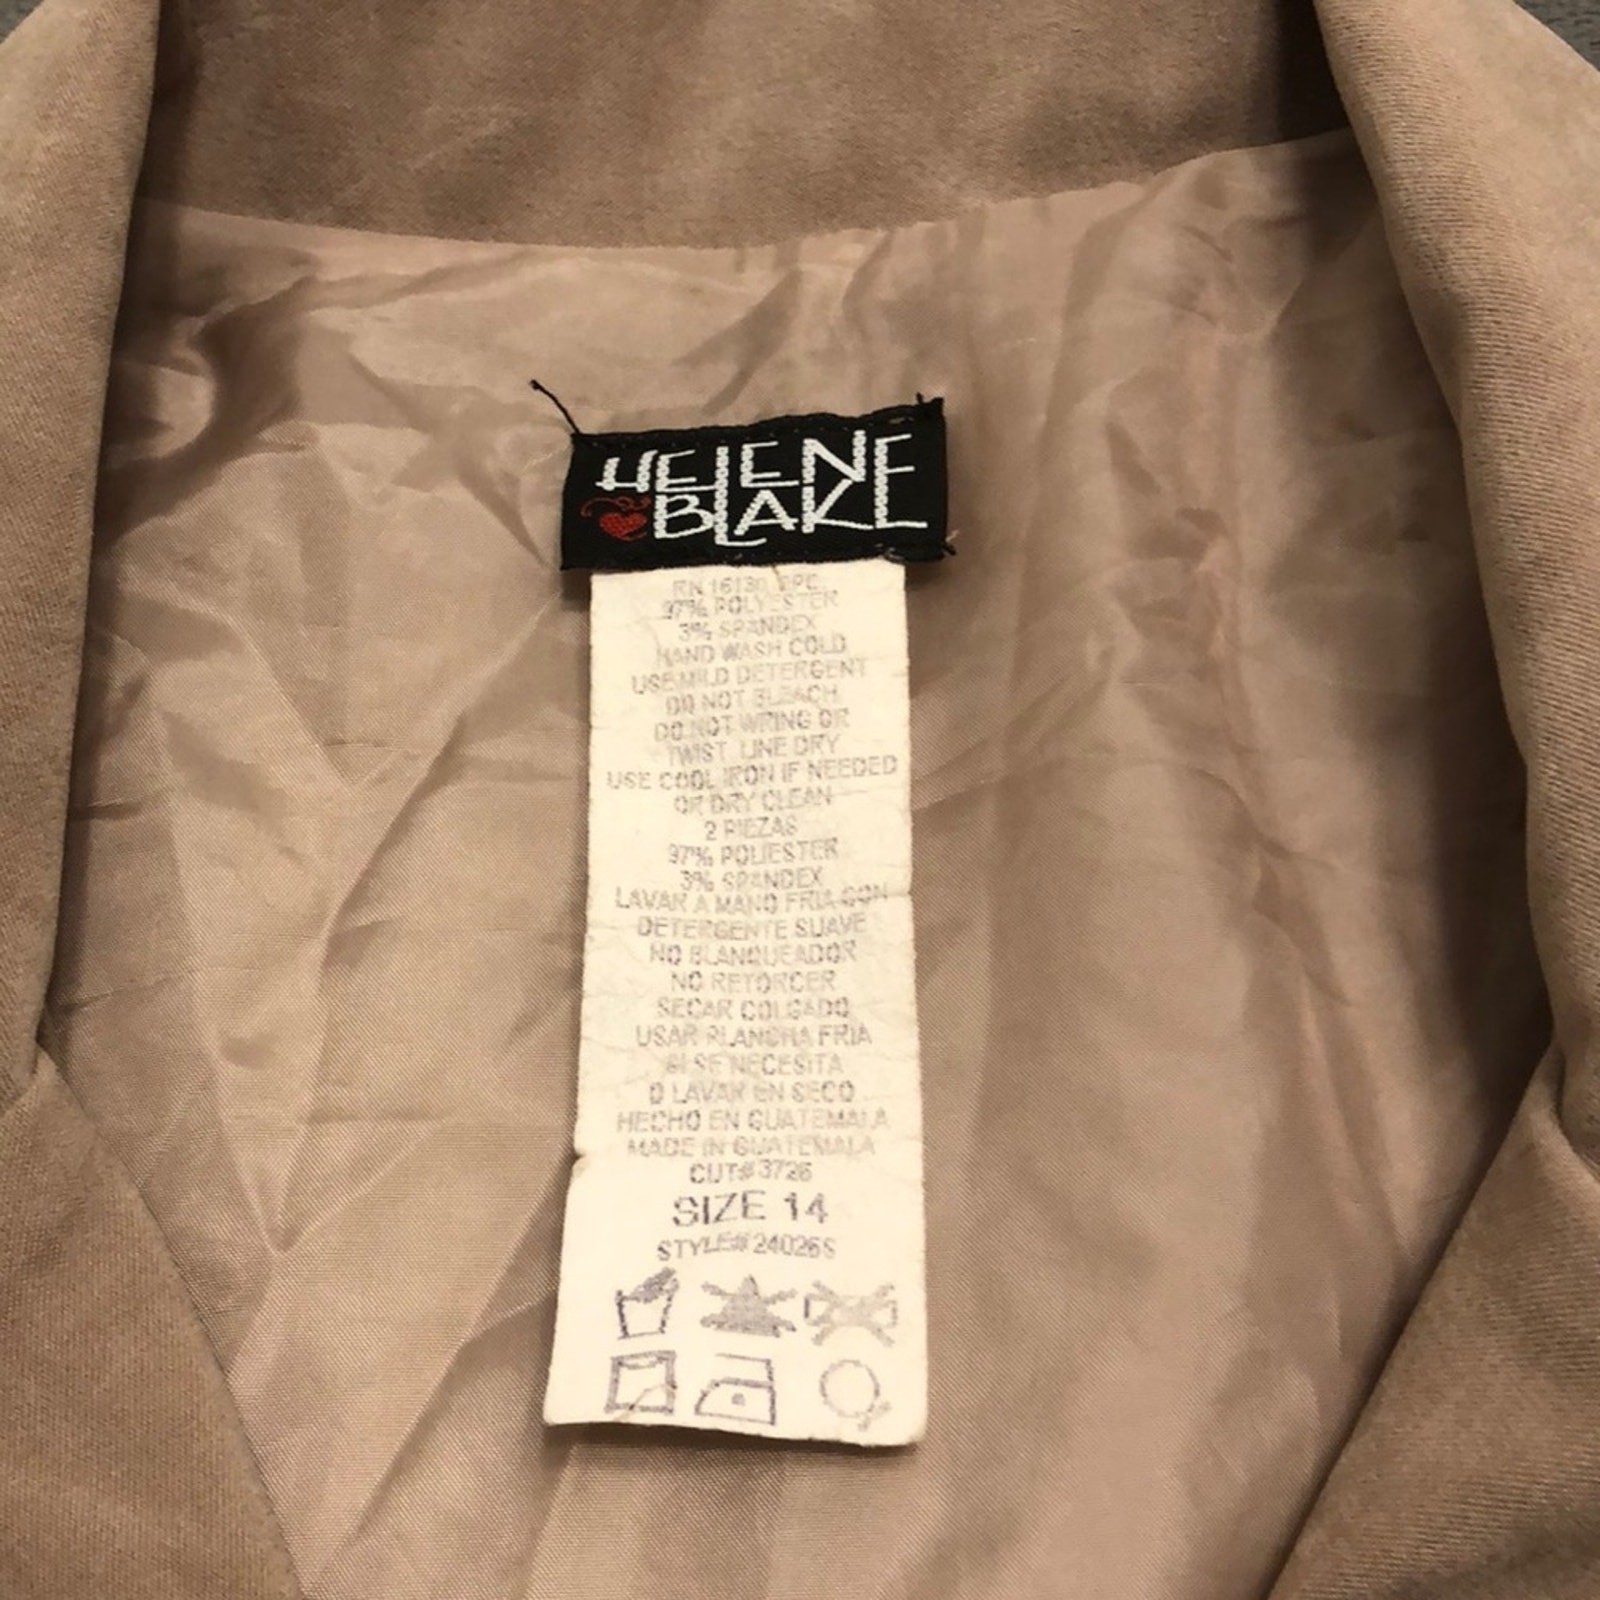 HELENE
BLAKE
RN 16130 2PC
97% POLYESTER
3% SPANDEX
HAND WASH COLD
USE MILD DETERGENT
DO NOT BLEACH
DO NOT WRING OR
TWIST LINE DRY
USE COOL IRON IF NEEDED
OR DRY CLEAN
2 PIEZAS
97% POLIESTER
3% SPANDEX
LAVAR A MANO FRIA CON
DETERGENTE SUAVE
NO BLANQUEADOR
NO RETORCER
SECAR COLGADO
USAR PLANCHA FRIA
SI SE NECESITA
O LAVAR EN SECO
HECHO EN GUATEMALA
MADE IN GUATEMALA
CUT# 3726
SIZE 14
STYLE# 24026S